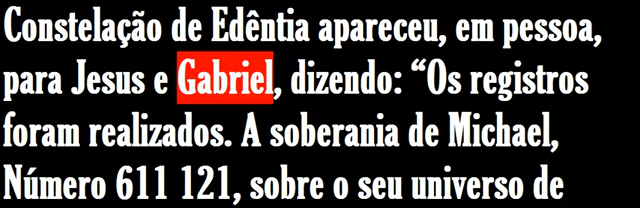 Constelação de Edêntia apareceu, em pessoa,
para Jesus e Gabriel, dizendo: “Os registros
foram realizados. A soberania de Michael,
Número 611 121, sobre o seu universo de